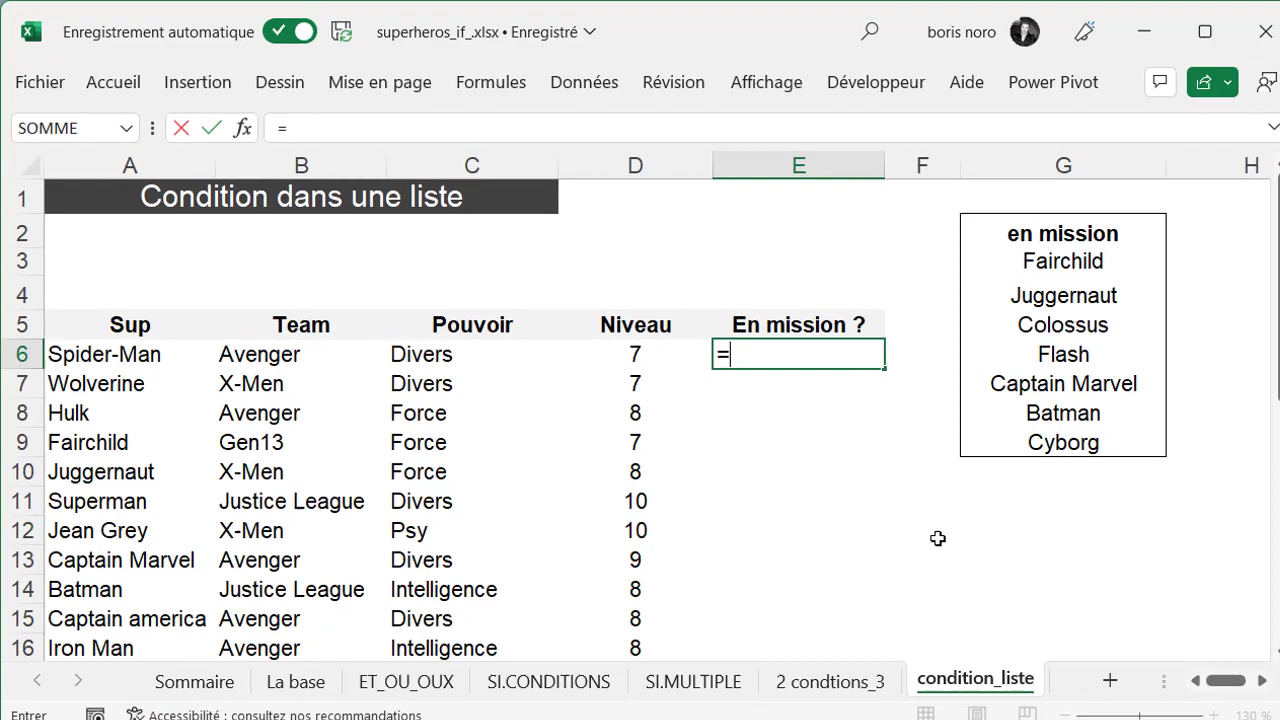 Enregistrement automatique superheros_if_.xlsx • Enregistré boris noro
Fichier Accueil Insertion Dessin Mise en page Formules Données Révision Affichage Développeur Aide Power Pivot
SOMME fx =
A B C D E F G H
1 Condition dans une liste
2 en mission
3 Fairchild
4 Juggernaut
5 Sup Team Pouvoir Niveau En mission ? Colossus
6 Spider-Man Avenger Divers 7 = Flash
7 Wolverine X-Men Divers 7 Captain Marvel
8 Hulk Avenger Force 8 Batman
9 Fairchild Gen13 Force 7 Cyborg
10 Juggernaut X-Men Force 8
11 Superman Justice League Divers 10
12 Jean Grey X-Men Psy 10
13 Captain Marvel Avenger Divers 9
14 Batman Justice League Intelligence 8
15 Captain america Avenger Divers 8
16 Iron Man Avenger Intelligence 8
Sommaire La base ET_OU_OUX SI.CONDITIONS SI.MULTIPLE 2 condtions_3 condition_liste
Entrer Accessibilité : consultez nos recommandations 130 %